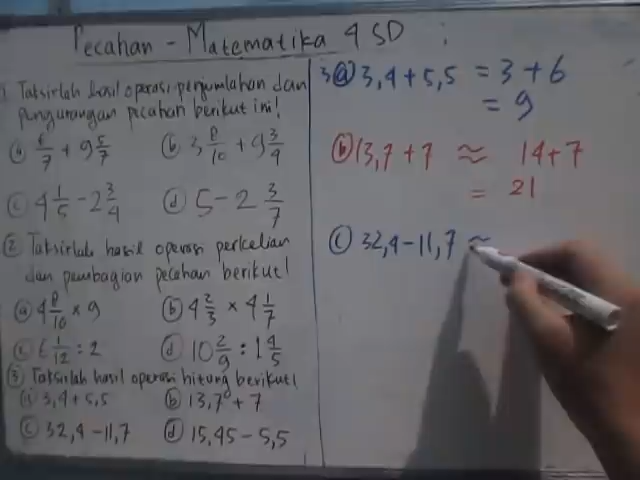 Pecahan - Matematika 4 SD
1. Taksirlah hasil operasi penjumlahan dan
pengurangan pecahan berikut ini!
a 6/7 + 9 5/7
b 3 8/10 + 9 3/4
c 4 1/5 - 2 3/4
d 5 - 2 3/7
2 Taksirlah hasil operasi perkalian
dan pembagian pecahan berikut!
a 4 8/10 × 9
b 4 2/3 × 4 1/7
c 6 1/12 : 2
d 10 2/9 : 1 4/5
3 Taksirlah hasil operasi hitung berikut!
a 3,4 + 5,5
b 13,7 + 7
c 32,4 - 11,7
d 15,45 - 5,5
3 a 3,4 + 5,5 = 3 + 6
= 9
b 13,7 + 7 ≈ 14 + 7
= 21
c 32,4 - 11,7 ≈